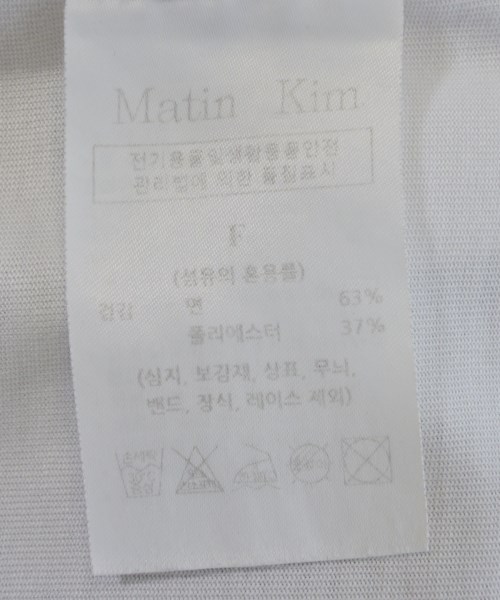 Matin Kim
전기용품및생활용품안전
관리법에 의한 품질표시
F
(섬유의 혼용률)
겉감 면 63%
폴리에스터 37%
(심지, 보강재, 상표, 무늬,
밴드, 장식, 레이스 제외)
손세탁